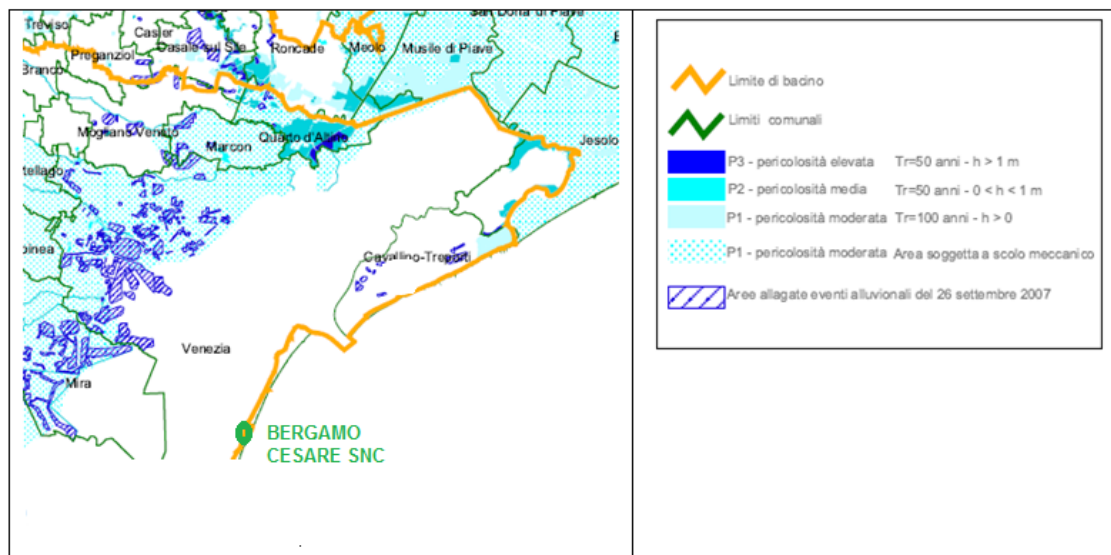 San Donà di Piave
Treviso
Casier
Casale sul Sile
Roncade
Meolo
Musile di Piave
Preganziol
Branco
Mogliano Veneto
Marcon
Quarto d'Altino
Jesolo
tellago
pinea
Cavallino-Treporti
Venezia
Mira
BERGAMO
CESARE SNC
Limite di bacino
Limiti comunali
P3 - pericolosità elevata Tr=50 anni - h > 1 m
P2 - pericolosità media Tr=50 anni - 0 < h < 1 m
P1 - pericolosità moderata Tr=100 anni - h > 0
P1 - pericolosità moderata Area soggetta a scolo meccanico
Aree allagate eventi alluvionali del 26 settembre 2007